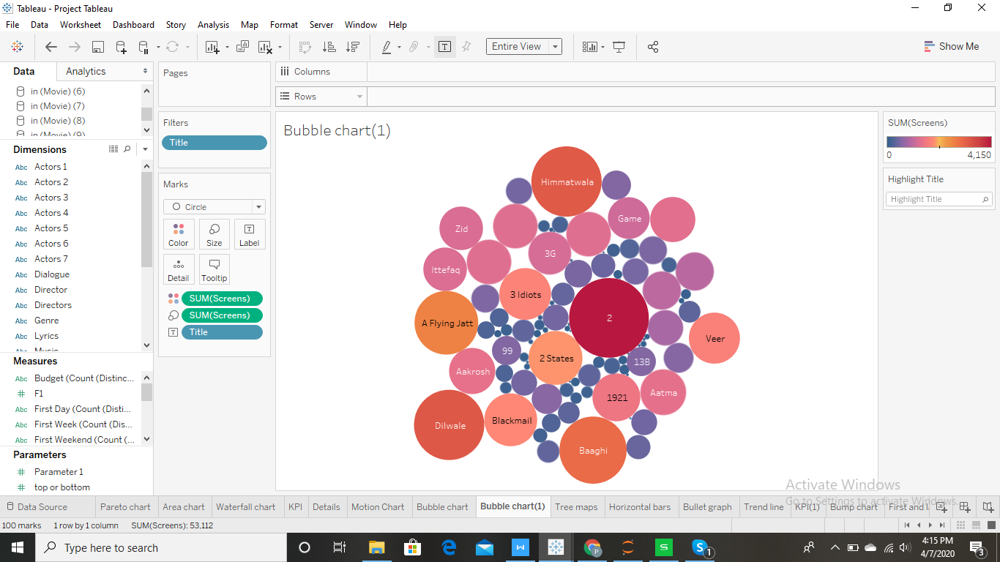 Tableau - Project Tableau
File Data Worksheet Dashboard Story Analysis Map Format Server Window Help
Entire View
Show Me
Data
Analytics
in (Movie) (6)
in (Movie) (7)
in (Movie) (8)
in (Movie) (9)
Dimensions
Abc Actors 1
Abc Actors 2
Abc Actors 3
Abc Actors 4
Abc Actors 5
Abc Actors 6
Abc Actors 7
Abc Dialogue
Abc Director
Abc Directors
Abc Genre
Abc Lyrics
Abc Music
Measures
Abc Budget (Count (Distinc...
# F1
Abc First Day (Count (Disti...
Abc First Week (Count (Dis...
Abc First Weekend (Count (...
Parameters
# Parameter 1
# top or bottom
Pages
Filters
Title
Marks
Circle
Color Size Label
Detail Tooltip
SUM(Screens)
SUM(Screens)
Title
Columns
Rows
Bubble chart(1)
Himmatwala
Zid
Game
3G
Ittefaq
3 Idiots
A Flying Jatt
2
Veer
99
2 States
13B
Aakrosh
1921
Aatma
Dilwale
Blackmail
Baaghi
SUM(Screens)
0 4,150
Highlight Title
Highlight Title
Activate Windows
Go to Settings to activate Windows.
Data Source Pareto chart Area chart Waterfall chart KPI Details Motion Chart Bubble chart Bubble chart(1) Tree maps Horizontal bars Bullet graph Trend line KPI(1) Bump chart First and l
100 marks 1 row by 1 column SUM(Screens): 53,112
Type here to search
P
S
1
4:15 PM
4/7/2020
3